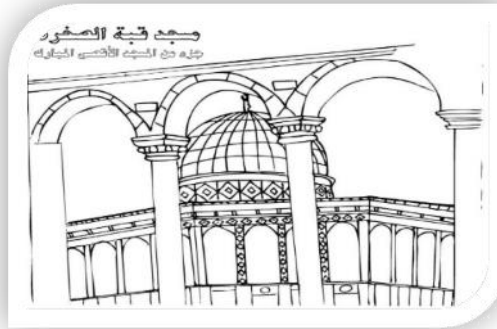 مسجد قبة الصخرة
جزء من المسجد الأقصى المبارك